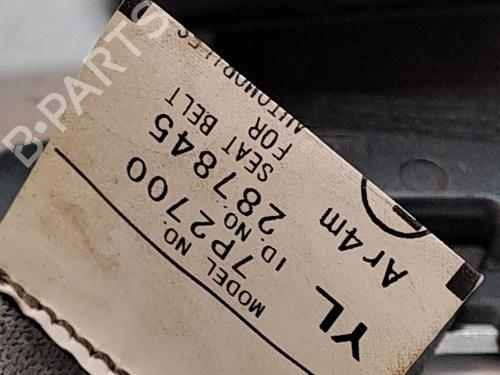 SEAT BELT
FOR
AUTOMOBILES
MODEL NO.
7P2700
ID.NO.
287845
YL
Ar4m
B-PARTS